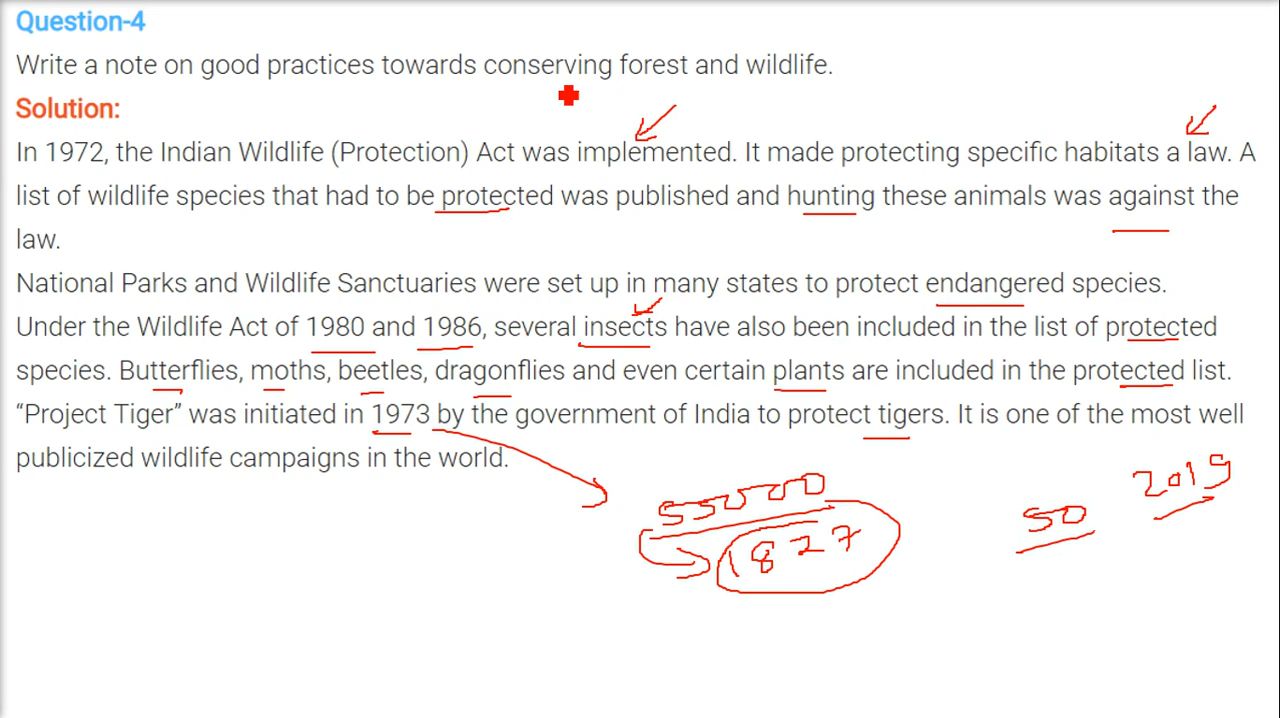 Question-4
Write a note on good practices towards conserving forest and wildlife.
Solution:
In 1972, the Indian Wildlife (Protection) Act was implemented. It made protecting specific habitats a law. A
list of wildlife species that had to be protected was published and hunting these animals was against the
law.
National Parks and Wildlife Sanctuaries were set up in many states to protect endangered species.
Under the Wildlife Act of 1980 and 1986, several insects have also been included in the list of protected
species. Butterflies, moths, beetles, dragonflies and even certain plants are included in the protected list.
“Project Tiger” was initiated in 1973 by the government of India to protect tigers. It is one of the most well
publicized wildlife campaigns in the world.
2019
55000
50
1827